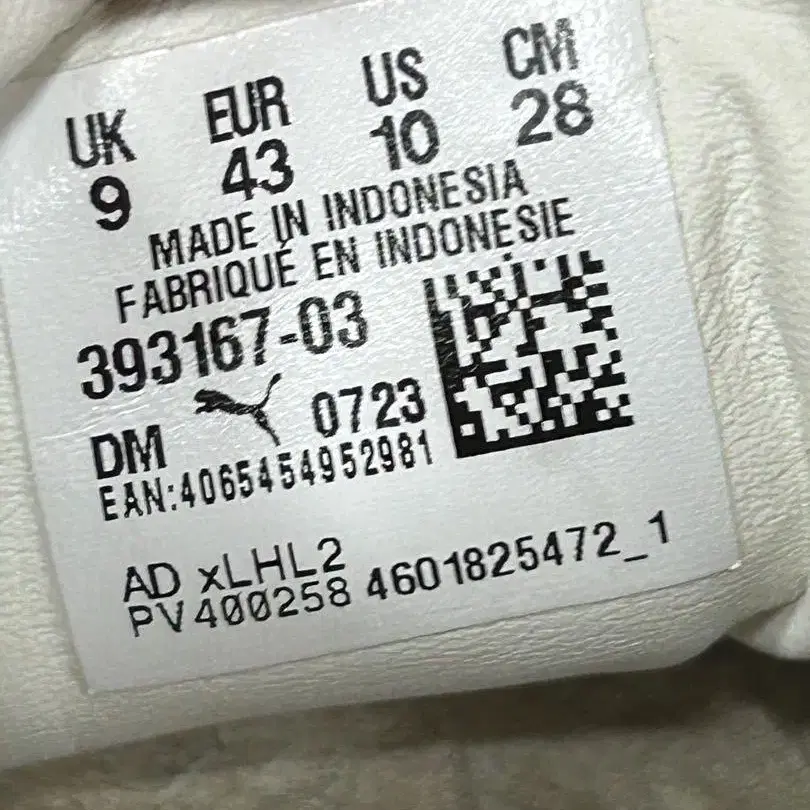 UK EUR US CM
9 43 10 28
MADE IN INDONESIA
FABRIQUÉ EN INDONESIE
393167-03
DM 0723
EAN:4065454952981
AD xLHL2
PV400258 4601825472_1